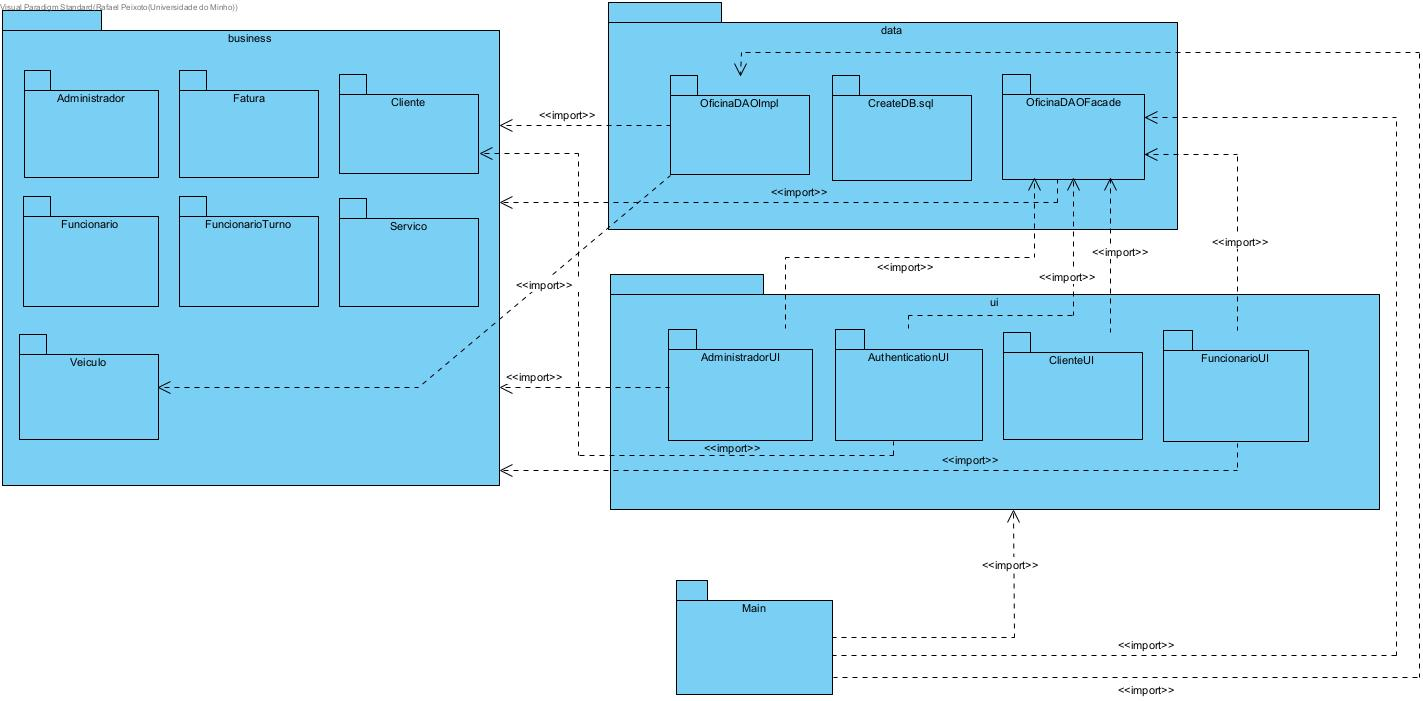 Visual Paradigm Standard(Rafael Peixoto(Universidade do Minho))
business
Administrador
Fatura
Cliente
Funcionario
FuncionarioTurno
Servico
Veiculo
data
OficinaDAOImpl
CreateDB.sql
OficinaDAOFacade
<<import>>
<<import>>
<<import>>
<<import>>
<<import>>
<<import>>
<<import>>
<<import>>
ui
AdministradorUI
AuthenticationUI
ClienteUI
FuncionarioUI
<<import>>
<<import>>
<<import>>
Main
<<import>>
<<import>>